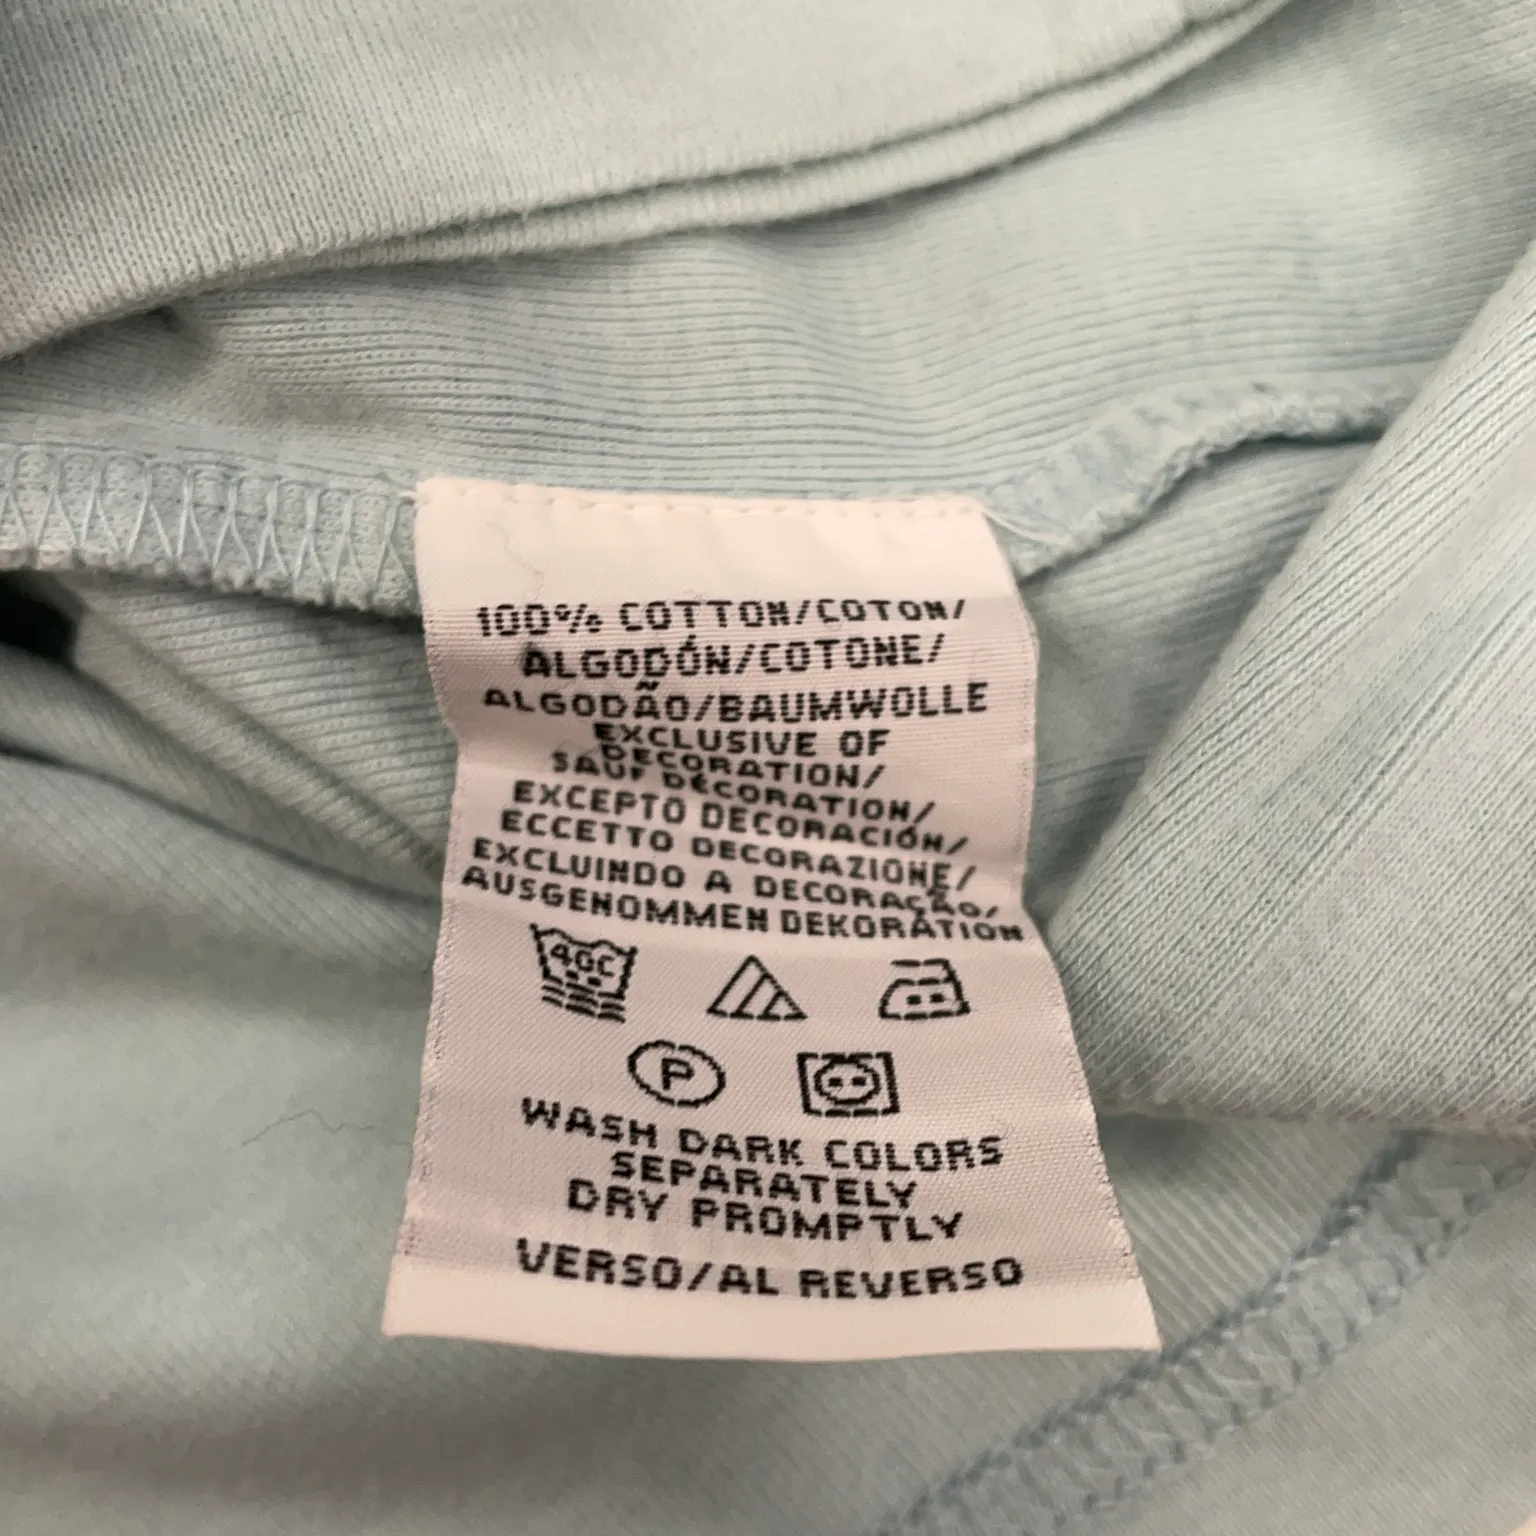 100% COTTON/COTON/
ALGODÓN/COTONE/
ALGODÃO/BAUMWOLLE
EXCLUSIVE OF
DECORATION/
SAUF DÉCORATION/
EXCEPTO DECORACIÓN/
ECCETTO DECORAZIONE/
EXCLUINDO A DECORAÇÃO/
AUSGENOMMEN DEKORATION
40C
P
WASH DARK COLORS
SEPARATELY
DRY PROMPTLY
VERSO/AL REVERSO